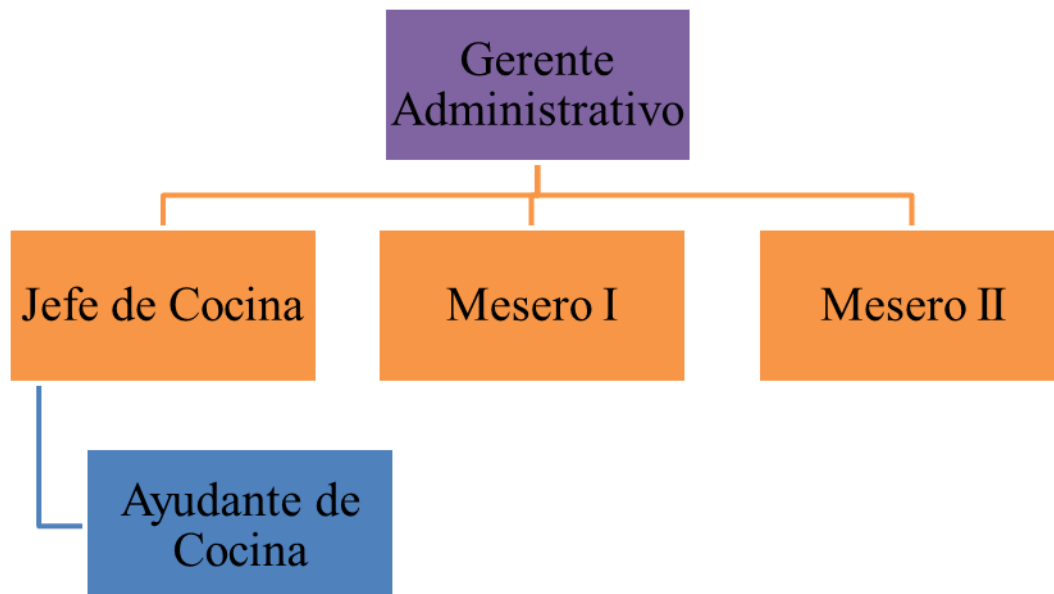 Gerente
Administrativo
Jefe de Cocina
Mesero I
Mesero II
Ayudante de
Cocina